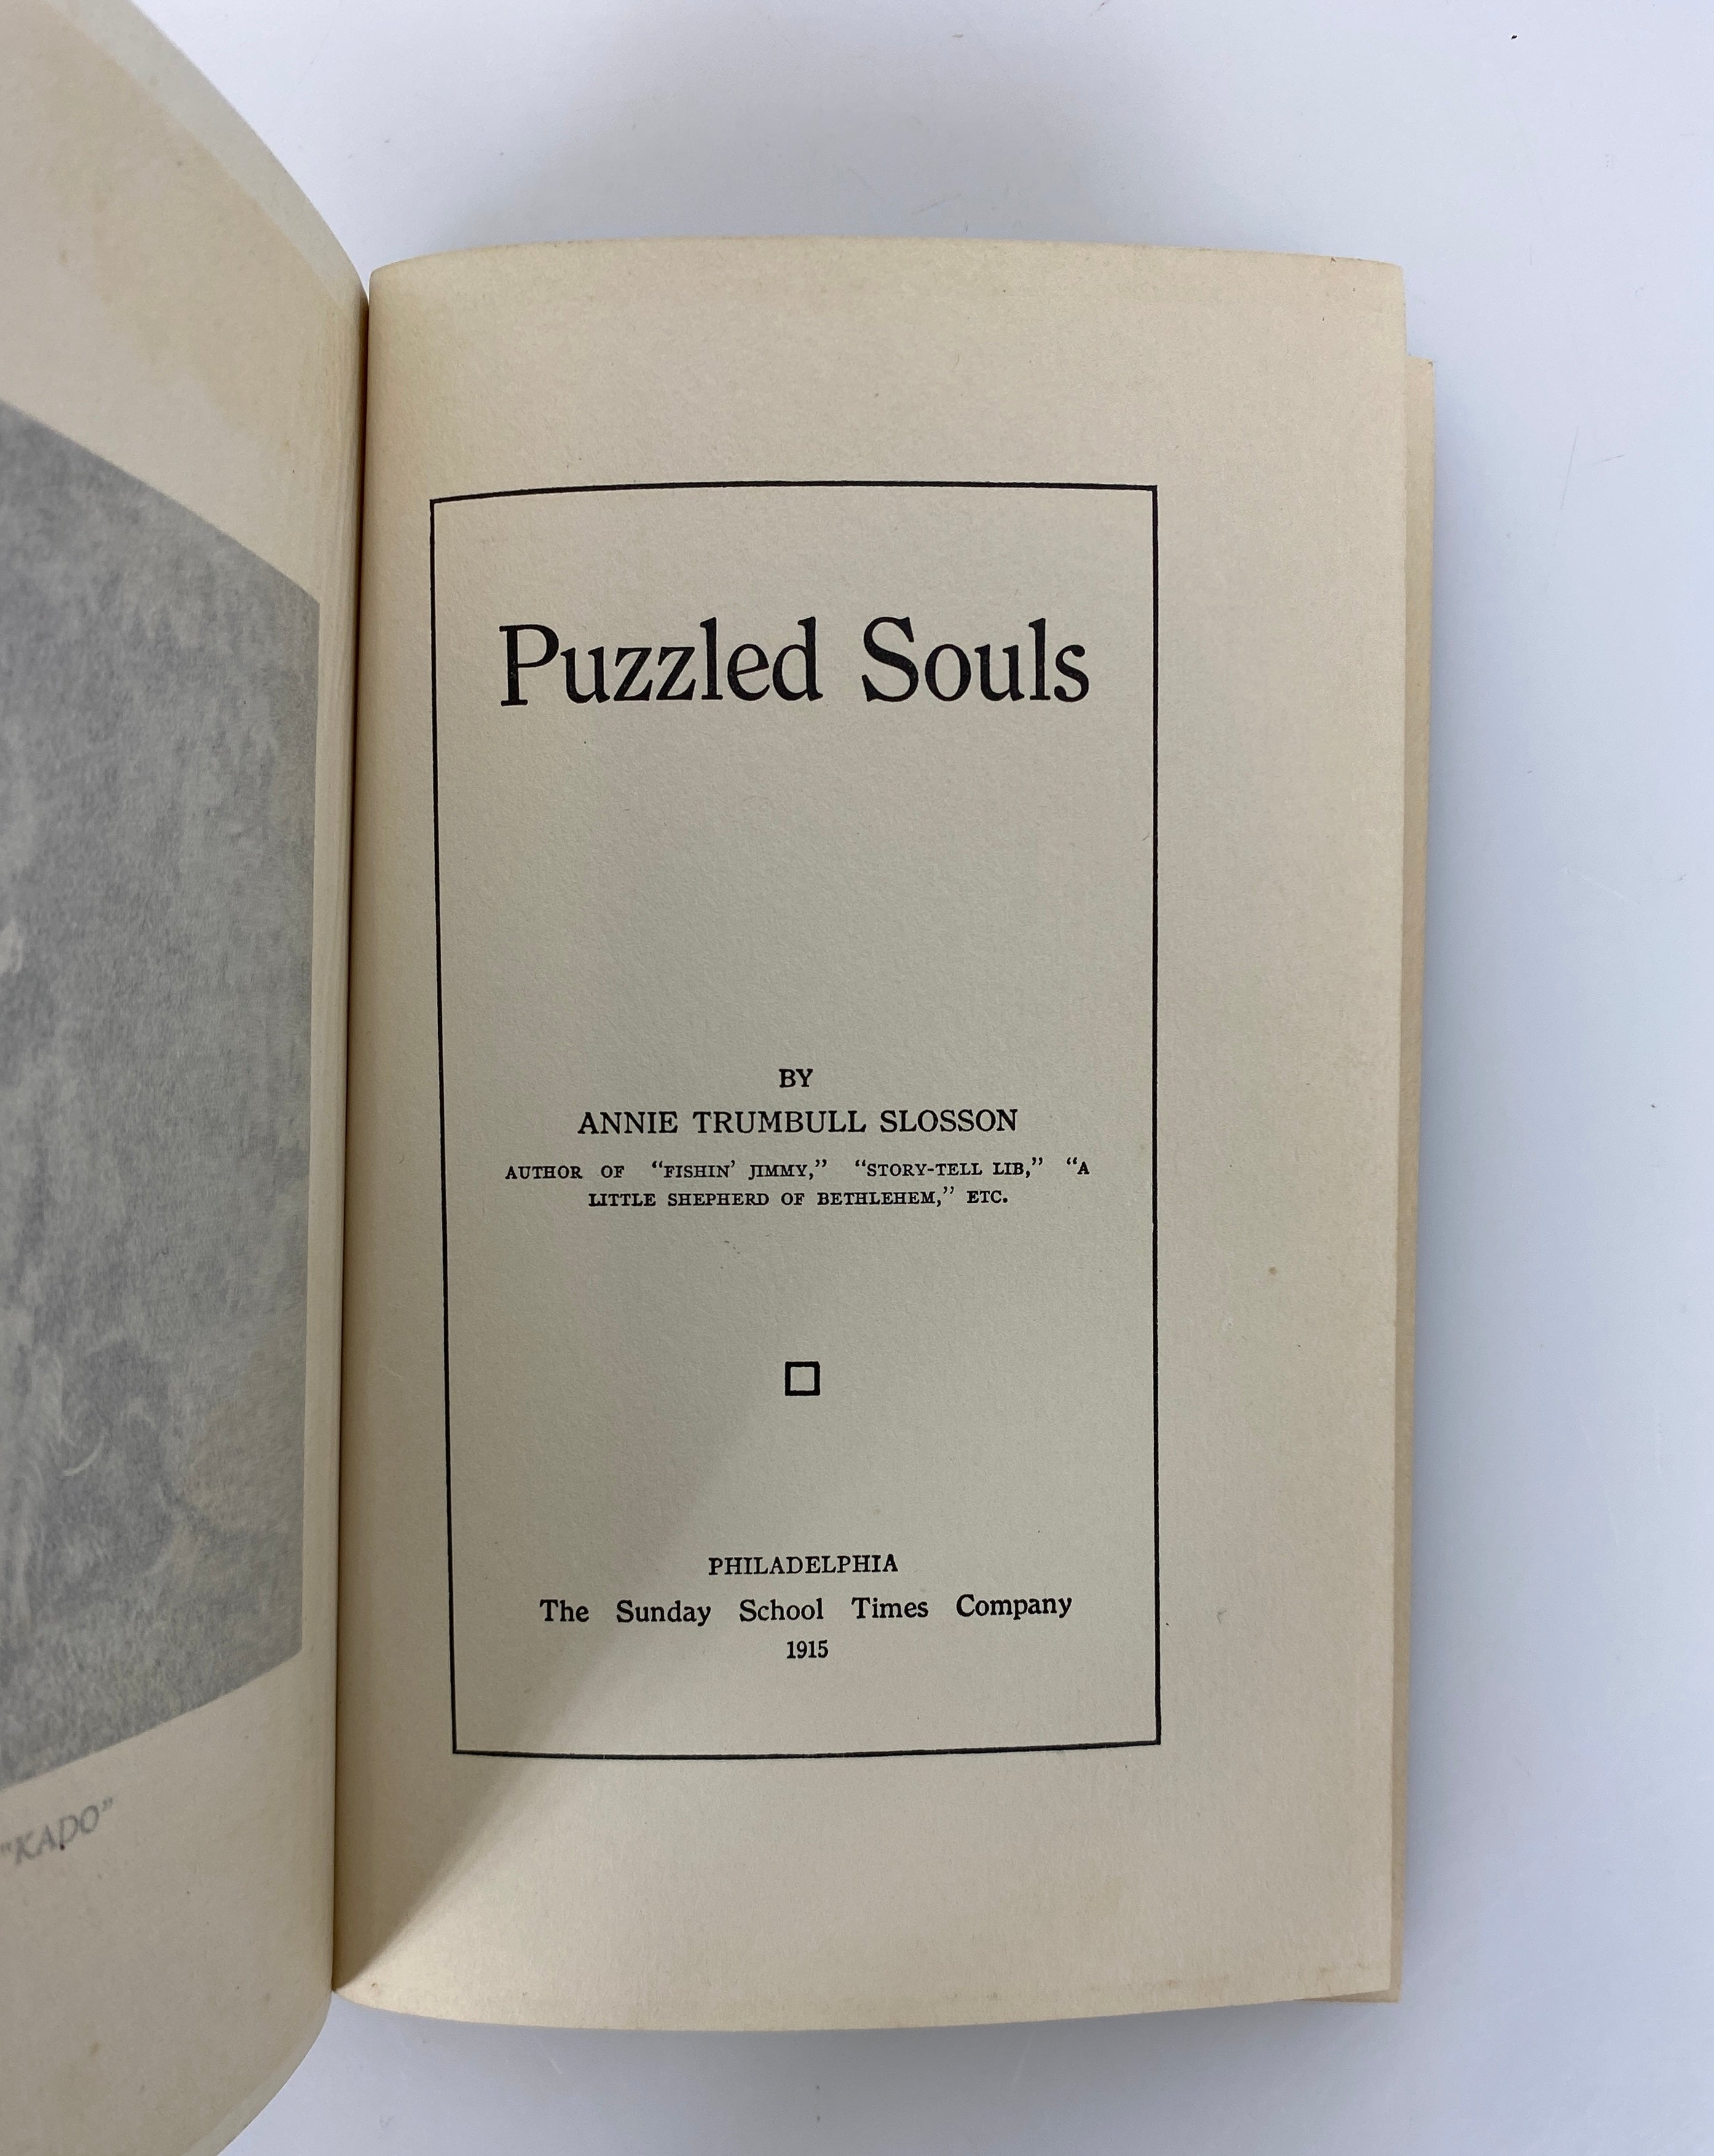 "KADO"
Puzzled Souls
BY
ANNIE TRUMBULL SLOSSON
AUTHOR OF “FISHIN’ JIMMY,” “STORY-TELL LIB,” “A
LITTLE SHEPHERD OF BETHLEHEM,” ETC.
PHILADELPHIA
The Sunday School Times Company
1915